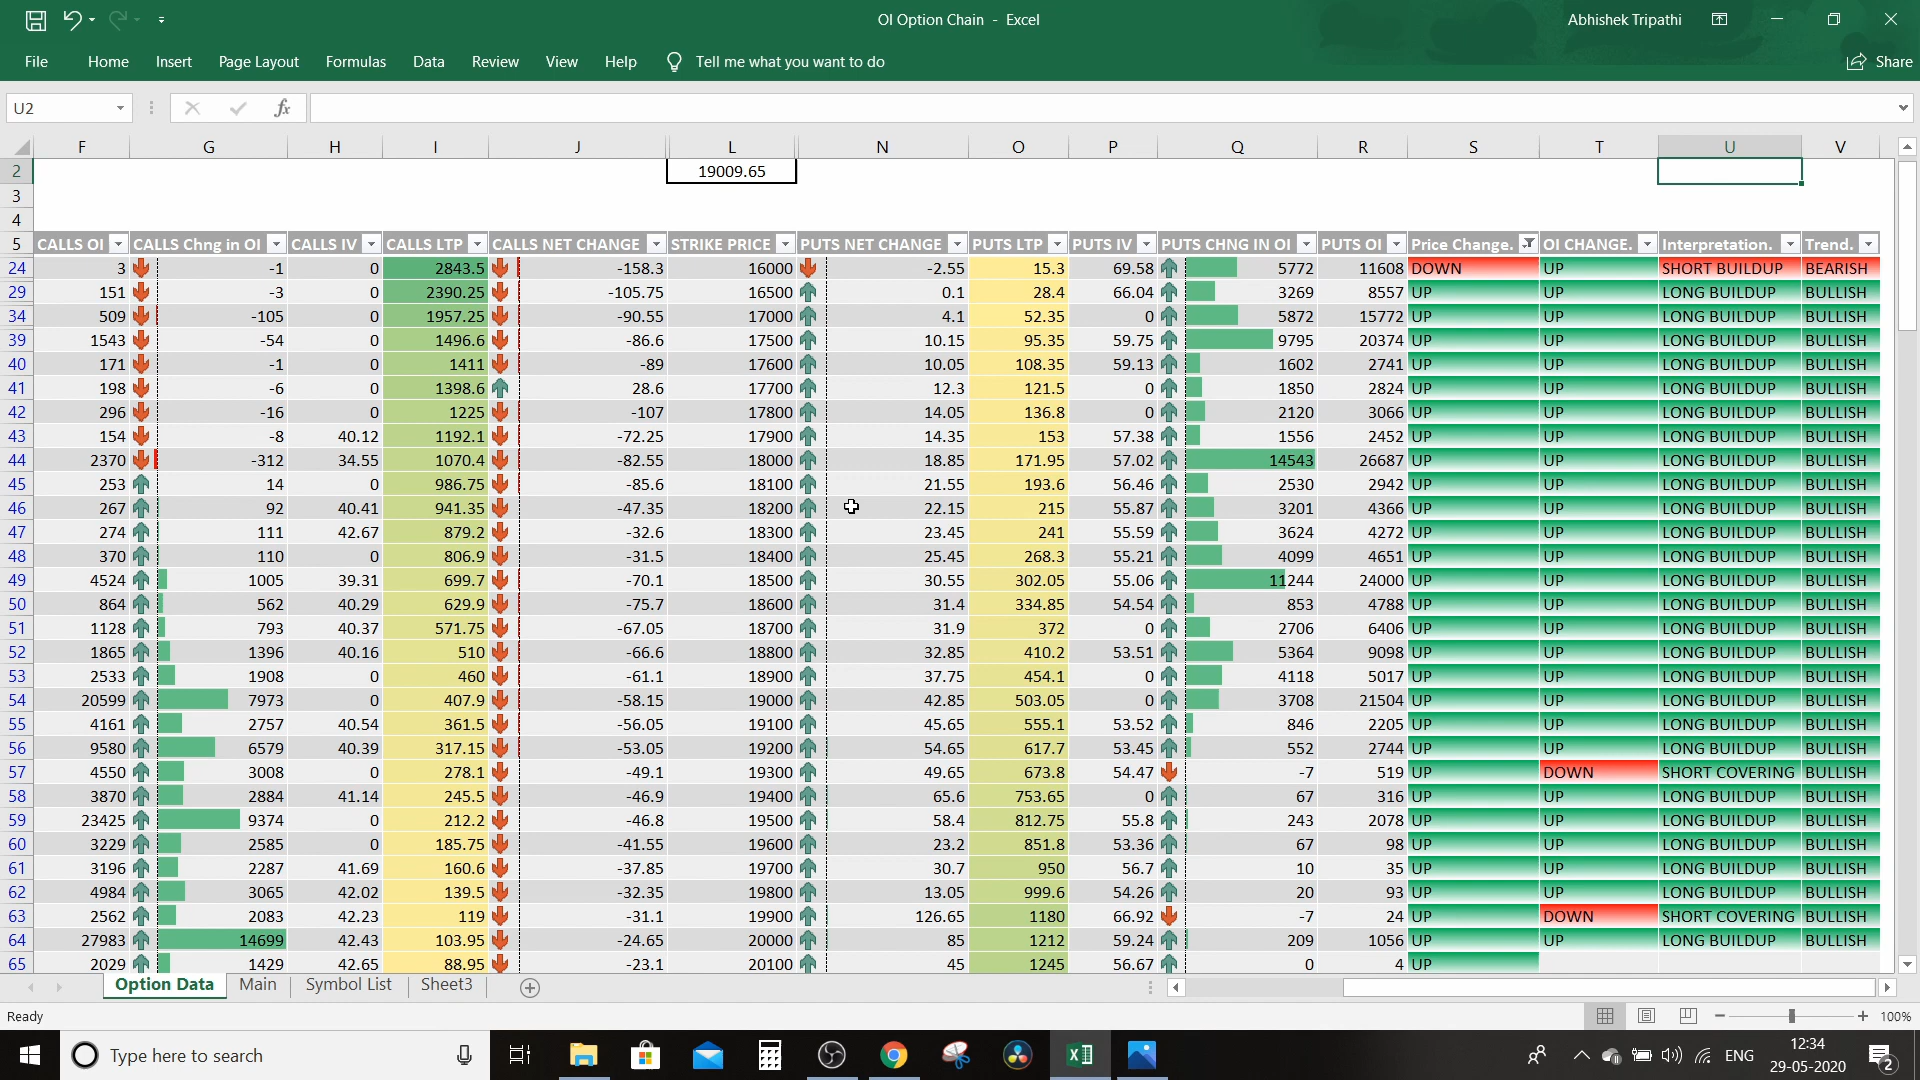 OI Option Chain - Excel
Abhishek Tripathi
File Home Insert Page Layout Formulas Data Review View Help Tell me what you want to do Share
U2 fx
F G H I J L N O P Q R S T U V
2 19009.65
3
4
5 CALLS OI CALLS Chng in OI CALLS IV CALLS LTP CALLS NET CHANGE STRIKE PRICE PUTS NET CHANGE PUTS LTP PUTS IV PUTS CHNG IN OI PUTS OI Price Change. OI CHANGE. Interpretation. Trend.
24 3 -1 0 2843.5 -158.3 16000 -2.55 15.3 69.58 5772 11608 DOWN UP SHORT BUILDUP BEARISH
29 151 -3 0 2390.25 -105.75 16500 0.1 28.4 66.04 3269 8557 UP UP LONG BUILDUP BULLISH
34 509 -105 0 1957.25 -90.55 17000 4.1 52.35 0 5872 15772 UP UP LONG BUILDUP BULLISH
39 1543 -54 0 1496.6 -86.6 17500 10.15 95.35 59.75 9795 20374 UP UP LONG BUILDUP BULLISH
40 171 -1 0 1411 -89 17600 10.05 108.35 59.13 1602 2741 UP UP LONG BUILDUP BULLISH
41 198 -6 0 1398.6 28.6 17700 12.3 121.5 0 1850 2824 UP UP LONG BUILDUP BULLISH
42 296 -16 0 1225 -107 17800 14.05 136.8 0 2120 3066 UP UP LONG BUILDUP BULLISH
43 154 -8 40.12 1192.1 -72.25 17900 14.35 153 57.38 1556 2452 UP UP LONG BUILDUP BULLISH
44 2370 -312 34.55 1070.4 -82.55 18000 18.85 171.95 57.02 14543 26687 UP UP LONG BUILDUP BULLISH
45 253 14 0 986.75 -85.6 18100 21.55 193.6 56.46 2530 2942 UP UP LONG BUILDUP BULLISH
46 267 92 40.41 941.35 -47.35 18200 22.15 215 55.87 3201 4366 UP UP LONG BUILDUP BULLISH
47 274 111 42.67 879.2 -32.6 18300 23.45 241 55.59 3624 4272 UP UP LONG BUILDUP BULLISH
48 370 110 0 806.9 -31.5 18400 25.45 268.3 55.21 4099 4651 UP UP LONG BUILDUP BULLISH
49 4524 1005 39.31 699.7 -70.1 18500 30.55 302.05 55.06 11244 24000 UP UP LONG BUILDUP BULLISH
50 864 562 40.29 629.9 -75.7 18600 31.4 334.85 54.54 853 4788 UP UP LONG BUILDUP BULLISH
51 1128 793 40.37 571.75 -67.05 18700 31.9 372 0 2706 6406 UP UP LONG BUILDUP BULLISH
52 1865 1396 40.16 510 -66.6 18800 32.85 410.2 53.51 5364 9098 UP UP LONG BUILDUP BULLISH
53 2533 1908 0 460 -61.1 18900 37.75 454.1 0 4118 5017 UP UP LONG BUILDUP BULLISH
54 20599 7973 0 407.9 -58.15 19000 42.85 503.05 0 3708 21504 UP UP LONG BUILDUP BULLISH
55 4161 2757 40.54 361.5 -56.05 19100 45.65 555.1 53.52 846 2205 UP UP LONG BUILDUP BULLISH
56 9580 6579 40.39 317.15 -53.05 19200 54.65 617.7 53.45 552 2744 UP UP LONG BUILDUP BULLISH
57 4550 3008 0 278.1 -49.1 19300 49.65 673.8 54.47 -7 519 UP DOWN SHORT COVERING BULLISH
58 3870 2884 41.14 245.5 -46.9 19400 65.6 753.65 0 67 316 UP UP LONG BUILDUP BULLISH
59 23425 9374 0 212.2 -46.8 19500 58.4 812.75 55.8 243 2078 UP UP LONG BUILDUP BULLISH
60 3229 2585 0 185.75 -41.55 19600 23.2 851.8 53.36 67 98 UP UP LONG BUILDUP BULLISH
61 3196 2287 41.69 160.6 -37.85 19700 30.7 950 56.7 10 35 UP UP LONG BUILDUP BULLISH
62 4984 3065 42.02 139.5 -32.35 19800 13.05 999.6 54.26 20 93 UP UP LONG BUILDUP BULLISH
63 2562 2083 42.23 119 -31.1 19900 126.65 1180 66.92 -7 24 UP DOWN SHORT COVERING BULLISH
64 27983 14699 42.43 103.95 -24.65 20000 85 1212 59.24 209 1056 UP UP LONG BUILDUP BULLISH
65 2029 1429 42.65 88.95 -23.1 20100 45 1245 56.67 0 4 UP
Option Data Main Symbol List Sheet3
Ready 100%
Type here to search
ENG
12:34
29-05-2020
2